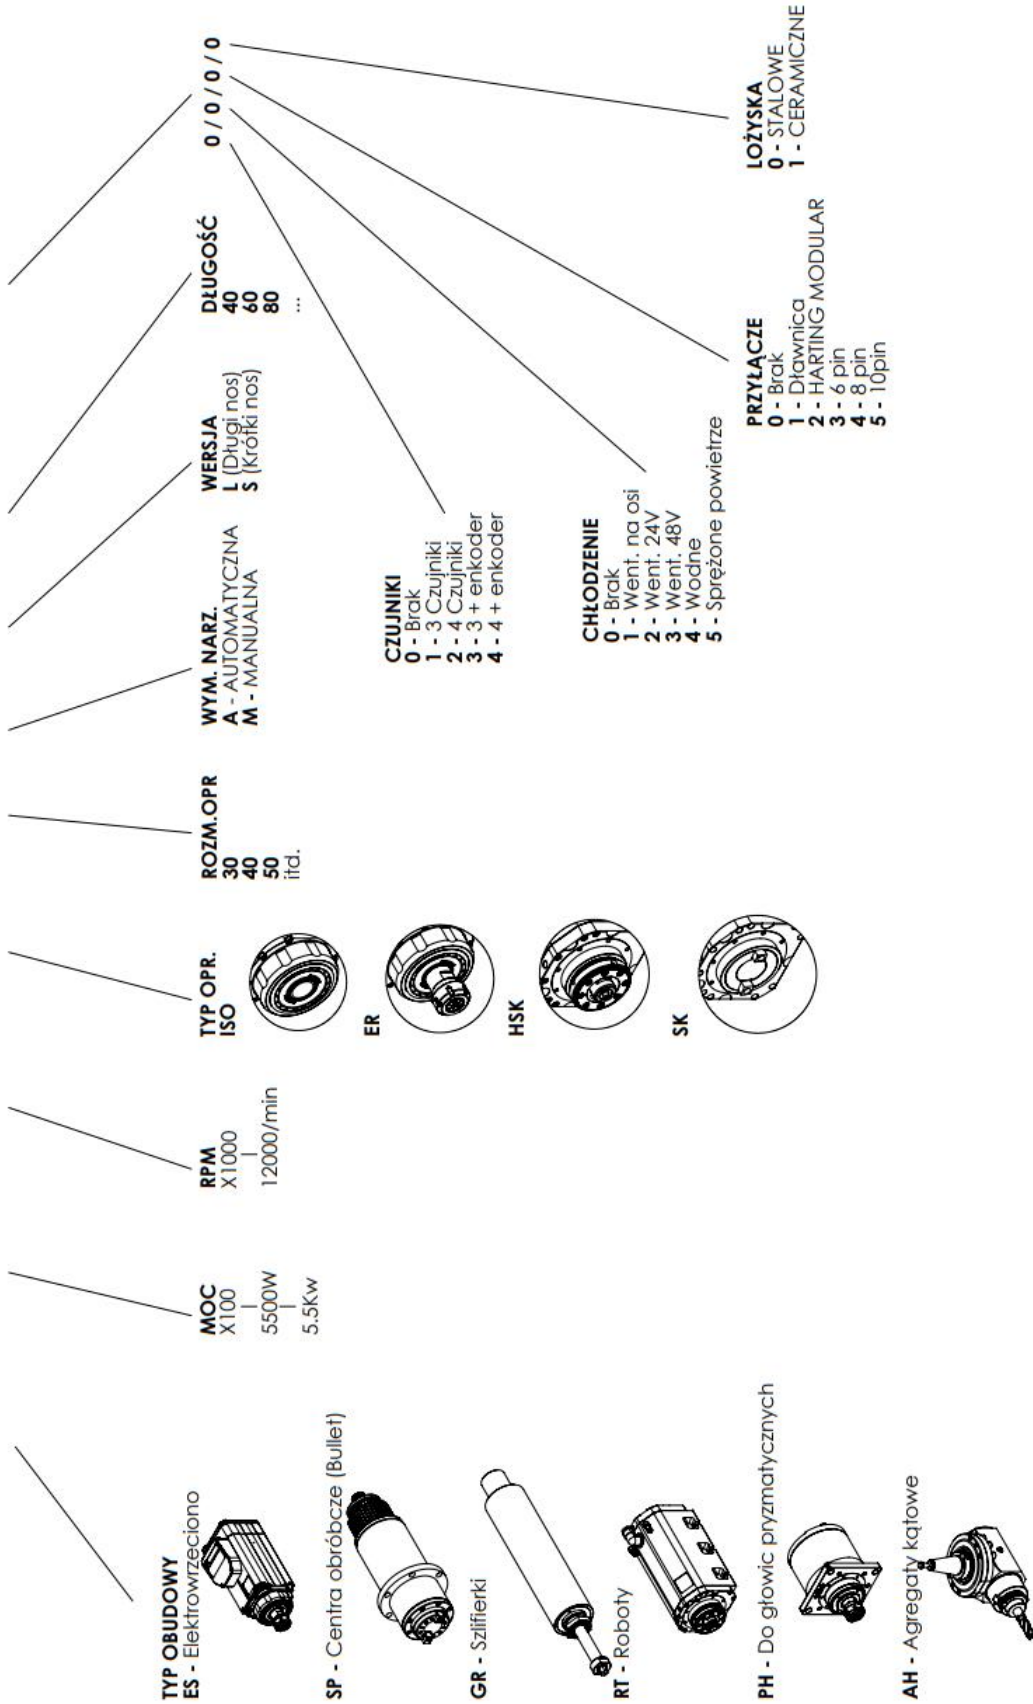 TYP OBUDOWY
ES - Elektrowrzeciono
SP - Centra obróbcze (Bullet)
GR - Szlifierki
RT - Roboty
PH - Do głowic pryzmatycznych
AH - Agregaty kątowe
MOC
X100
5500W
5.5Kw
RPM
X1000
12000/min
TYP OPR.
ISO
ER
HSK
SK
ROZM.OPR
30
40
50
itd.
WYM. NARZ.
A - AUTOMATYCZNA
M - MANUALNA
WERSJA
L (Długi nos)
S (Krótki nos)
DŁUGOŚĆ
40
60
80
...
0 / 0 / 0 / 0
CZUJNIKI
0 - Brak
1 - 3 Czujniki
2 - 4 Czujniki
3 - 3 + enkoder
4 - 4 + enkoder
CHŁODZENIE
0 - Brak
1 - Went. na osi
2 - Went. 24V
3 - Went. 48V
4 - Wodne
5 - Sprężone powietrze
PRZYŁĄCZE
0 - Brak
1 - Dławnica
2 - HARTING MODULAR
3 - 6 pin
4 - 8 pin
5 - 10pin
LOŻYSKA
0 - STALOWE
1 - CERAMICZNE